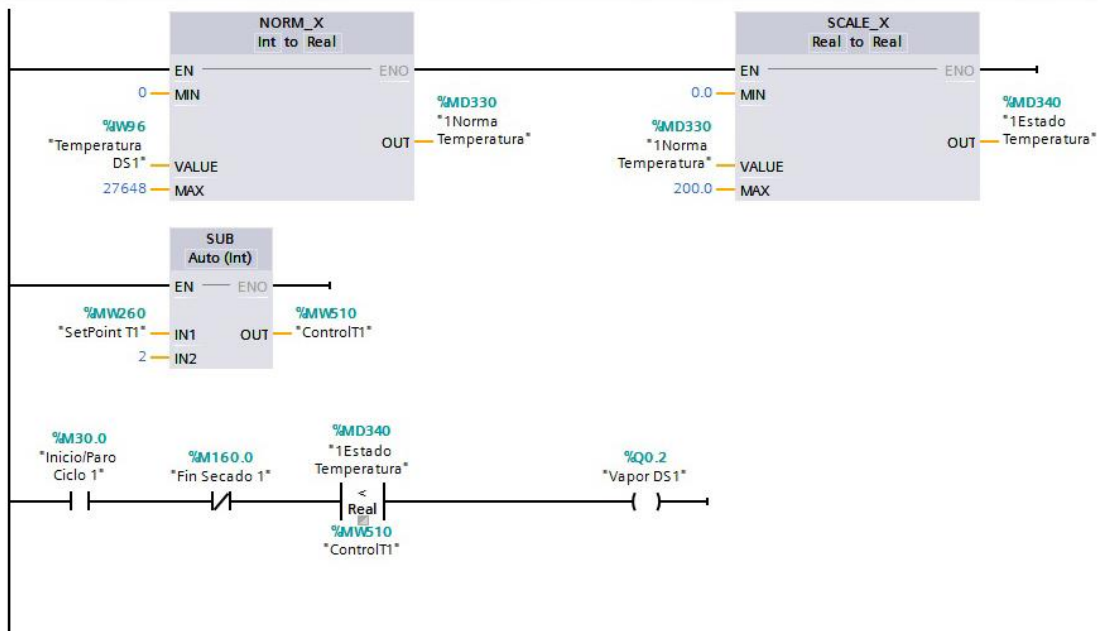 NORM_X
Int to Real
EN
ENO
0
MIN
%IW96
"Temperatura
DS1"
VALUE
27648
MAX
OUT
%MD330
"1Norma
Temperatura"
SCALE_X
Real to Real
EN
ENO
0.0
MIN
%MD330
"1Norma
Temperatura"
VALUE
200.0
MAX
OUT
%MD340
"1Estado
Temperatura"
SUB
Auto (Int)
EN
ENO
%MW260
"SetPoint T1"
IN1
2
IN2
OUT
%MW510
"ControlT1"
%M30.0
"Inicio/Paro
Ciclo 1"
%M160.0
"Fin Secado 1"
%MD340
"1Estado
Temperatura"
<
Real
%MW510
"ControlT1"
%Q0.2
"Vapor DS1"